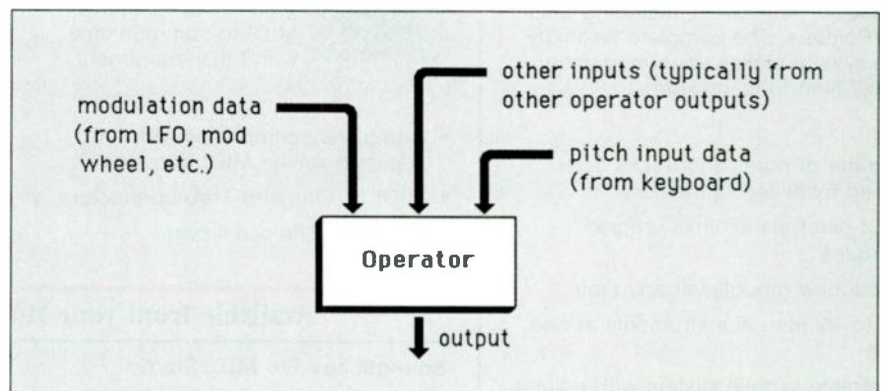 other inputs (typically from
other operator outputs)
modulation data
(from LFO, mod
wheel, etc.)
pitch input data
(from keyboard)
Operator
output